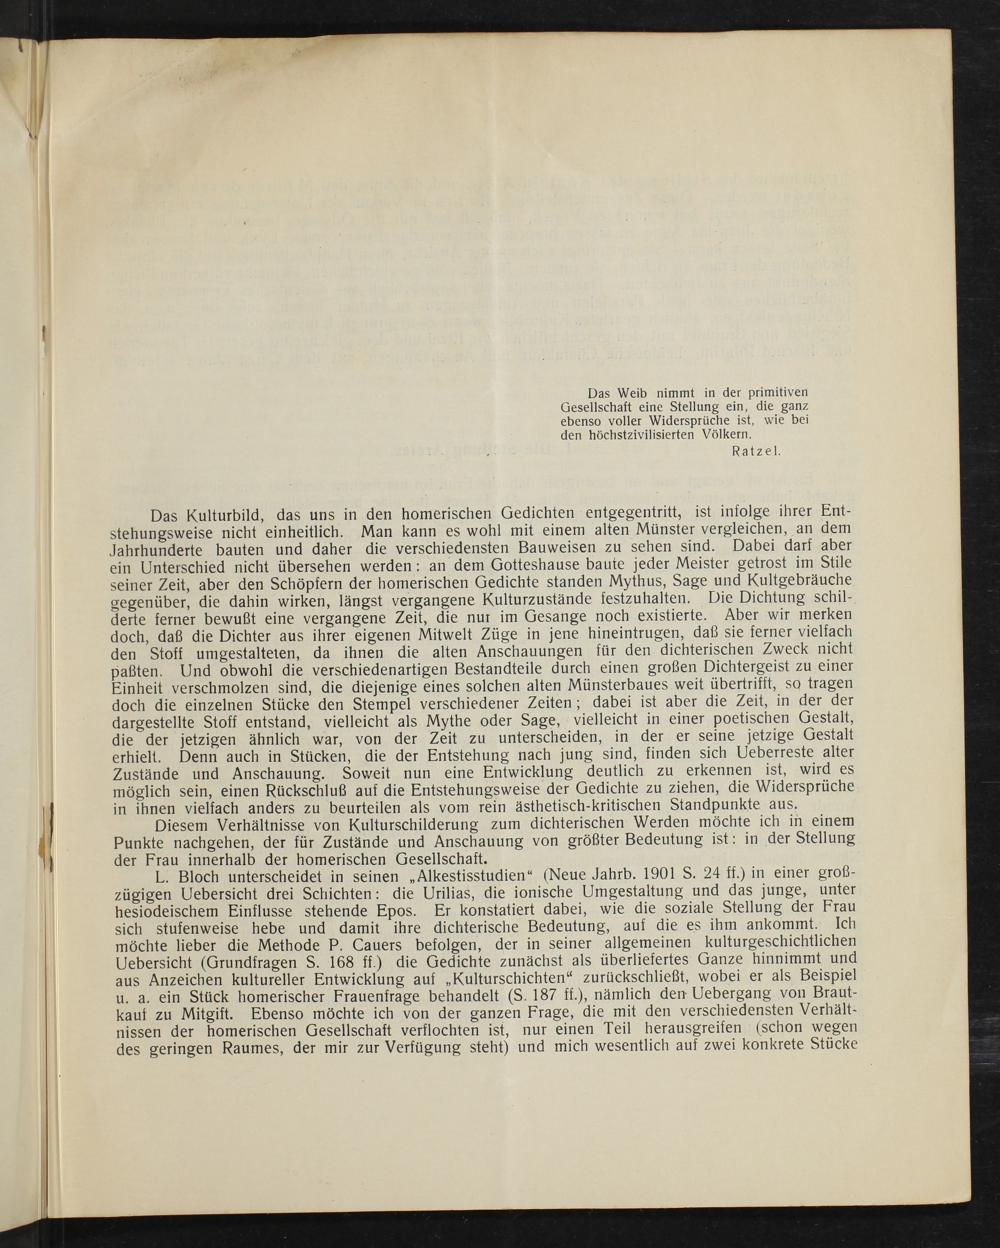 Das Weib nimmt in der primitiven
Gesellschaft eine Stellung ein, die ganz
ebenso voller Widersprüche ist, wie bei
den höchstzivilisierten Völkern.
Ratzel.
Das Kulturbild, das uns in den homerischen Gedichten entgegentritt, ist infolge ihrer Ent-
stehungsweise nicht einheitlich. Man kann es wohl mit einem alten Münster vergleichen, an dem
Jahrhunderte bauten und daher die verschiedensten Bauweisen zu sehen sind. Dabei darf aber
ein Unterschied nicht übersehen werden: an dem Gotteshause baute jeder Meister getrost im Stile
seiner Zeit, aber den Schöpfern der homerischen Gedichte standen Mythus, Sage und Kultgebräuche
gegenüber, die dahin wirken, längst vergangene Kulturzustände festzuhalten. Die Dichtung schil-
derte ferner bewußt eine vergangene Zeit, die nur im Gesange noch existierte. Aber wir merken
doch, daß die Dichter aus ihrer eigenen Mitwelt Züge in jene hineintrugen, daß sie ferner vielfach
den Stoff umgestalteten, da ihnen die alten Anschauungen für den dichterischen Zweck nicht
paßten. Und obwohl die verschiedenartigen Bestandteile durch einen großen Dichtergeist zu einer
Einheit verschmolzen sind, die diejenige eines solchen alten Münsterbaues weit übertrifft, so tragen
doch die einzelnen Stücke den Stempel verschiedener Zeiten; dabei ist aber die Zeit, in der der
dargestellte Stoff entstand, vielleicht als Mythe oder Sage, vielleicht in einer poetischen Gestalt,
die der jetzigen ähnlich war, von der Zeit zu unterscheiden, in der er seine jetzige Gestalt
erhielt. Denn auch in Stücken, die der Entstehung nach jung sind, finden sich Ueberreste alter
Zustände und Anschauung. Soweit nun eine Entwicklung deutlich zu erkennen ist, wird es
möglich sein, einen Rückschluß auf die Entstehungsweise der Gedichte zu ziehen, die Widersprüche
in ihnen vielfach anders zu beurteilen als vom rein ästhetisch-kritischen Standpunkte aus.
Diesem Verhältnisse von Kulturschilderung zum dichterischen Werden möchte ich in einem
Punkte nachgehen, der für Zustände und Anschauung von größter Bedeutung ist: in der Stellung
der Frau innerhalb der homerischen Gesellschaft.
L. Bloch unterscheidet in seinen „Alkestisstudien“ (Neue Jahrb. 1901 S. 24 ff.) in einer groß-
zügigen Uebersicht drei Schichten: die Urilias, die ionische Umgestaltung und das junge, unter
hesiodeischem Einflusse stehende Epos. Er konstatiert dabei, wie die soziale Stellung der Frau
sich stufenweise hebe und damit ihre dichterische Bedeutung, auf die es ihm ankommt. Ich
möchte lieber die Methode P. Cauers befolgen, der in seiner allgemeinen kulturgeschichtlichen
Uebersicht (Grundfragen S. 168 ff.) die Gedichte zunächst als überliefertes Ganze hinnimmt und
aus Anzeichen kultureller Entwicklung auf „Kulturschichten“ zurückschließt, wobei er als Beispiel
u. a. ein Stück homerischer Frauenfrage behandelt (S. 187 ff.), nämlich den Uebergang von Braut-
kauf zu Mitgift. Ebenso möchte ich von der ganzen Frage, die mit den verschiedensten Verhält-
nissen der homerischen Gesellschaft verflochten ist, nur einen Teil herausgreifen (schon wegen
des geringen Raumes, der mir zur Verfügung steht) und mich wesentlich auf zwei konkrete Stücke